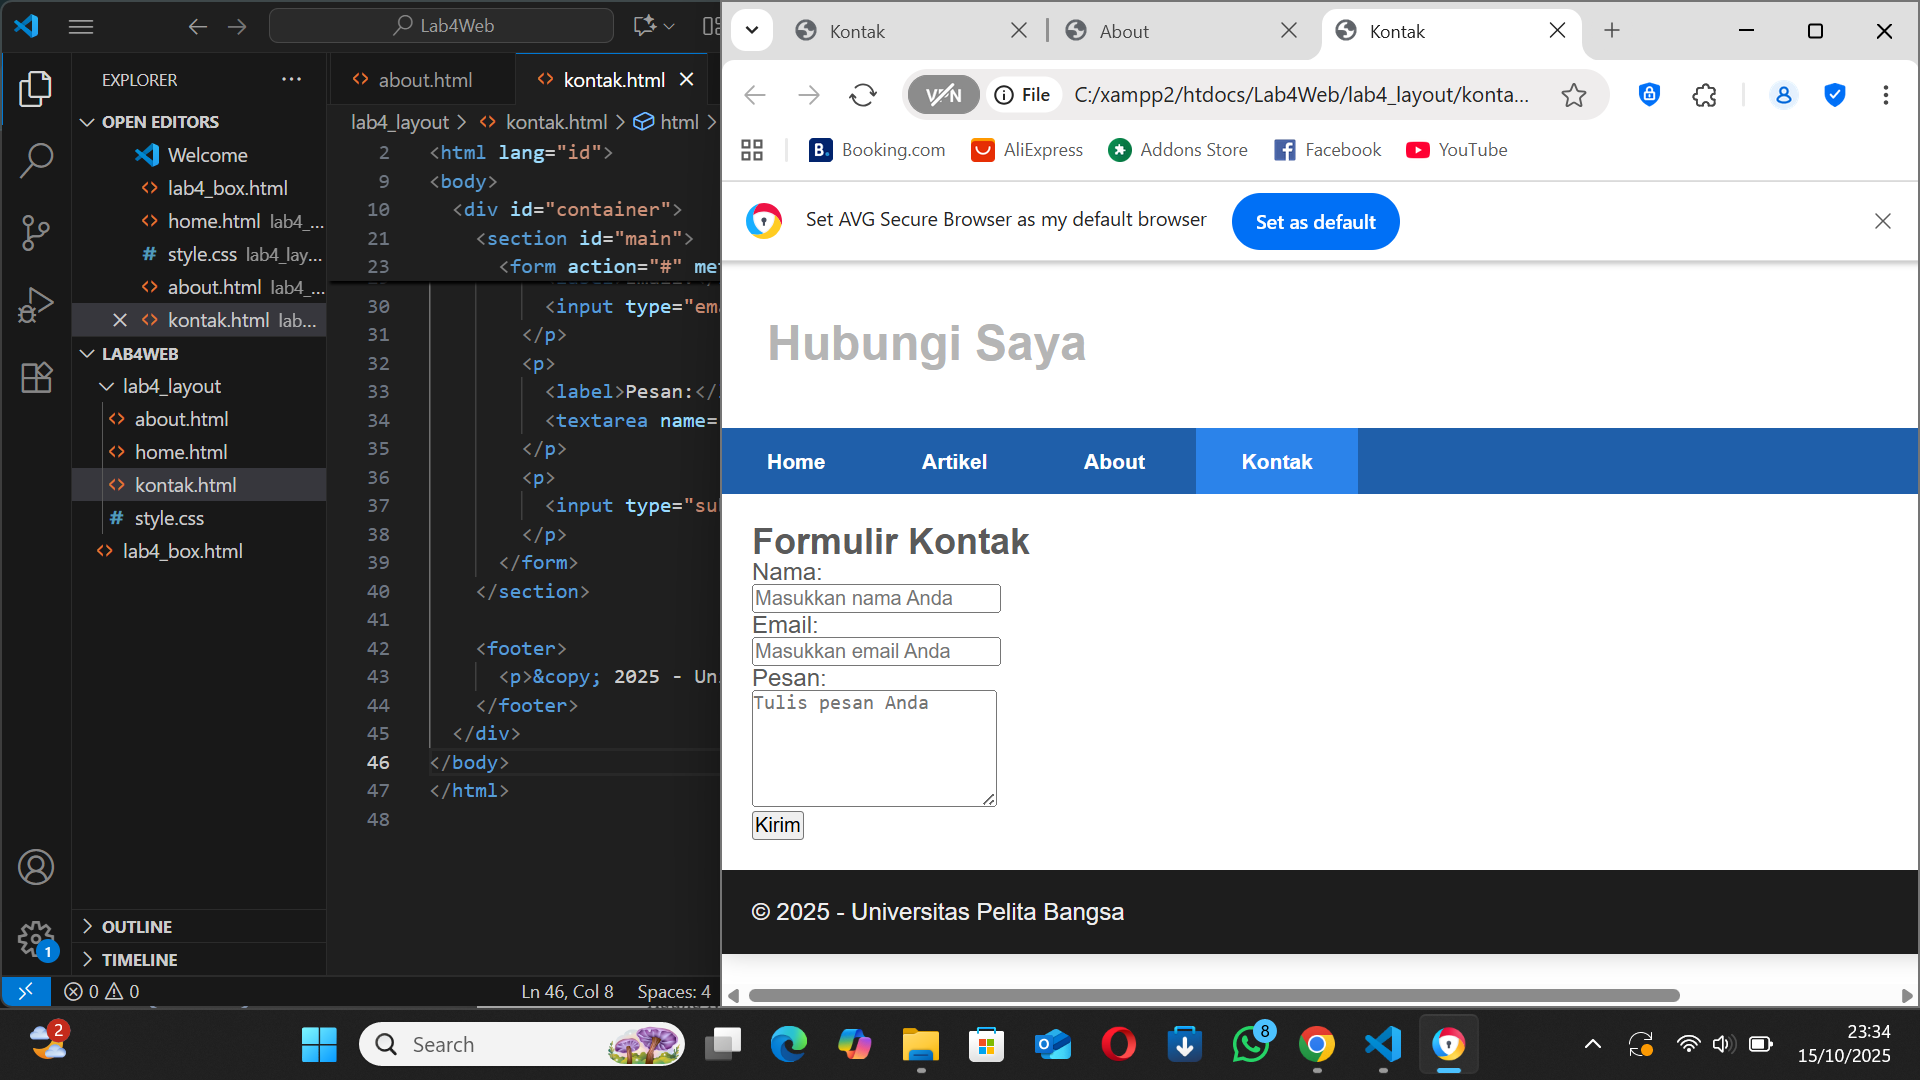 Lab4Web
EXPLORER
OPEN EDITORS
Welcome
lab4_box.html
home.html lab4_...
style.css lab4_lay...
about.html lab4_...
kontak.html lab...
LAB4WEB
lab4_layout
about.html
home.html
kontak.html
style.css
lab4_box.html
OUTLINE
TIMELINE
1
about.html
kontak.html
lab4_layout > kontak.html > html >
2 <html lang="id">
9 <body>
10 <div id="container">
21 <section id="main">
23 <form action="#" met
30 <input type="ema
31 </p>
32 <p>
33 <label>Pesan:</
34 <textarea name=
35 </p>
36 <p>
37 <input type="su
38 </p>
39 </form>
40 </section>
41
42 <footer>
43 <p>&copy; 2025 - Un
44 </footer>
45 </div>
46 </body>
47 </html>
48
0 0
Ln 46, Col 8 Spaces: 4
Kontak
About
Kontak
VPN File C:/xampp2/htdocs/Lab4Web/lab4_layout/konta...
B. Booking.com AliExpress Addons Store Facebook YouTube
Set AVG Secure Browser as my default browser Set as default
Hubungi Saya
Home Artikel About Kontak
Formulir Kontak
Nama:
Masukkan nama Anda
Email:
Masukkan email Anda
Pesan:
Tulis pesan Anda
Kirim
© 2025 - Universitas Pelita Bangsa
2
Search
8
23:34
15/10/2025